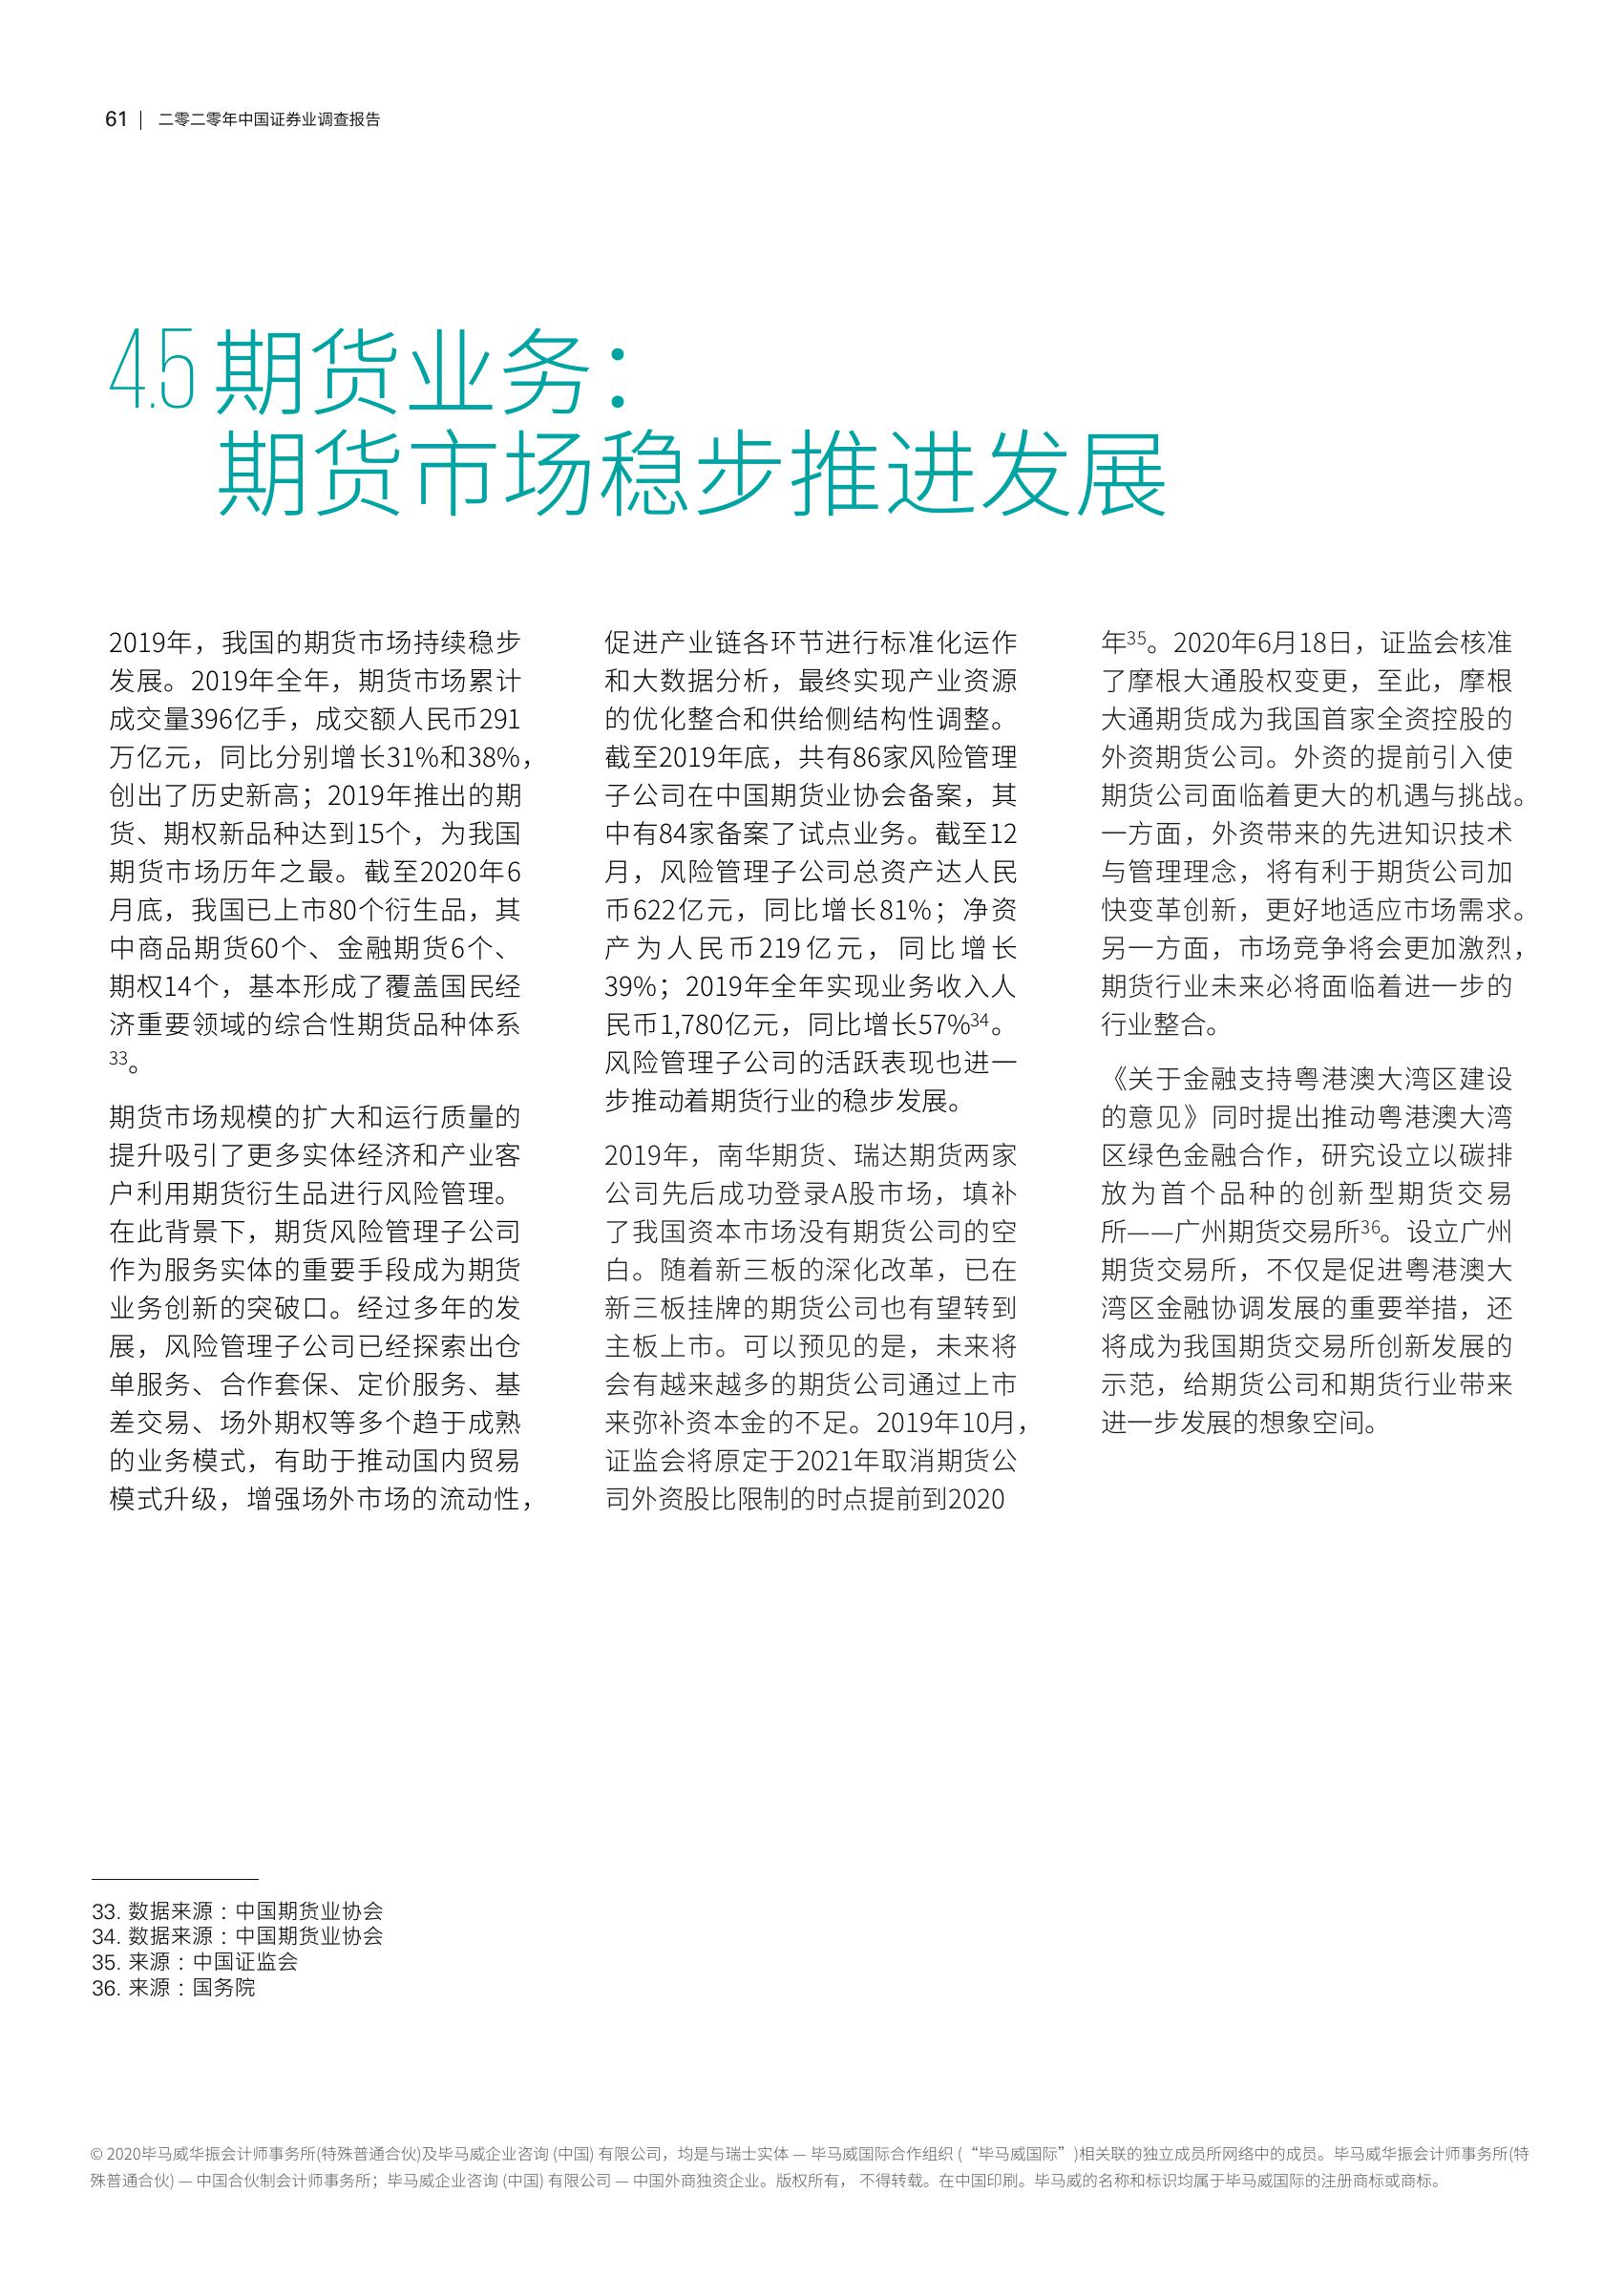 61 | 二零二零年中国证券业调查报告
4.5 期货业务：
期货市场稳步推进发展
2019年，我国的期货市场持续稳步
发展。2019年全年，期货市场累计
成交量396亿手，成交额人民币291
万亿元，同比分别增长31%和38%，
创出了历史新高；2019年推出的期
货、期权新品种达到15个，为我国
期货市场历年之最。截至2020年6
月底，我国已上市80个衍生品，其
中商品期货60个、金融期货6个、
期权14个，基本形成了覆盖国民经
济重要领域的综合性期货品种体系
33。
期货市场规模的扩大和运行质量的
提升吸引了更多实体经济和产业客
户利用期货衍生品进行风险管理。
在此背景下，期货风险管理子公司
作为服务实体的重要手段成为期货
业务创新的突破口。经过多年的发
展，风险管理子公司已经探索出仓
单服务、合作套保、定价服务、基
差交易、场外期权等多个趋于成熟
的业务模式，有助于推动国内贸易
模式升级，增强场外市场的流动性，
促进产业链各环节进行标准化运作
和大数据分析，最终实现产业资源
的优化整合和供给侧结构性调整。
截至2019年底，共有86家风险管理
子公司在中国期货业协会备案，其
中有84家备案了试点业务。截至12
月，风险管理子公司总资产达人民
币622亿元，同比增长81%；净资
产为人民币219亿元，同比增长
39%；2019年全年实现业务收入人
民币1,780亿元，同比增长57%34。
风险管理子公司的活跃表现也进一
步推动着期货行业的稳步发展。
2019年，南华期货、瑞达期货两家
公司先后成功登录A股市场，填补
了我国资本市场没有期货公司的空
白。随着新三板的深化改革，已在
新三板挂牌的期货公司也有望转到
主板上市。可以预见的是，未来将
会有越来越多的期货公司通过上市
来弥补资本金的不足。2019年10月，
证监会将原定于2021年取消期货公
司外资股比限制的时点提前到2020
年35。2020年6月18日，证监会核准
了摩根大通股权变更，至此，摩根
大通期货成为我国首家全资控股的
外资期货公司。外资的提前引入使
期货公司面临着更大的机遇与挑战。
一方面，外资带来的先进知识技术
与管理理念，将有利于期货公司加
快变革创新，更好地适应市场需求。
另一方面，市场竞争将会更加激烈，
期货行业未来必将面临着进一步的
行业整合。
《关于金融支持粤港澳大湾区建设
的意见》同时提出推动粤港澳大湾
区绿色金融合作，研究设立以碳排
放为首个品种的创新型期货交易
所——广州期货交易所36。设立广州
期货交易所，不仅是促进粤港澳大
湾区金融协调发展的重要举措，还
将成为我国期货交易所创新发展的
示范，给期货公司和期货行业带来
进一步发展的想象空间。
33. 数据来源：中国期货业协会
34. 数据来源：中国期货业协会
35. 来源：中国证监会
36. 来源：国务院
© 2020毕马威华振会计师事务所(特殊普通合伙)及毕马威企业咨询 (中国) 有限公司，均是与瑞士实体 — 毕马威国际合作组织 (“毕马威国际”)相关联的独立成员所网络中的成员。毕马威华振会计师事务所(特
殊普通合伙) — 中国合伙制会计师事务所；毕马威企业咨询 (中国) 有限公司 — 中国外商独资企业。版权所有， 不得转载。在中国印刷。毕马威的名称和标识均属于毕马威国际的注册商标或商标。